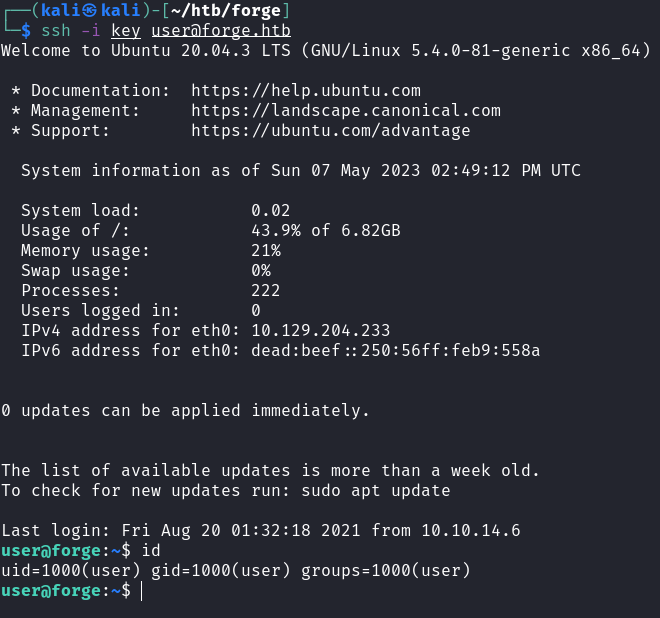 ┌──(kali㉿kali)-[~/htb/forge]
└─$ ssh -i key user@forge.htb
Welcome to Ubuntu 20.04.3 LTS (GNU/Linux 5.4.0-81-generic x86_64)
* Documentation:  https://help.ubuntu.com
* Management:     https://landscape.canonical.com
* Support:        https://ubuntu.com/advantage
System information as of Sun 07 May 2023 02:49:12 PM UTC
System load:           0.02
Usage of /:            43.9% of 6.82GB
Memory usage:          21%
Swap usage:            0%
Processes:             222
Users logged in:       0
IPv4 address for eth0: 10.129.204.233
IPv6 address for eth0: dead:beef::250:56ff:feb9:558a
0 updates can be applied immediately.
The list of available updates is more than a week old.
To check for new updates run: sudo apt update
Last login: Fri Aug 20 01:32:18 2021 from 10.10.14.6
user@forge:~$ id
uid=1000(user) gid=1000(user) groups=1000(user)
user@forge:~$